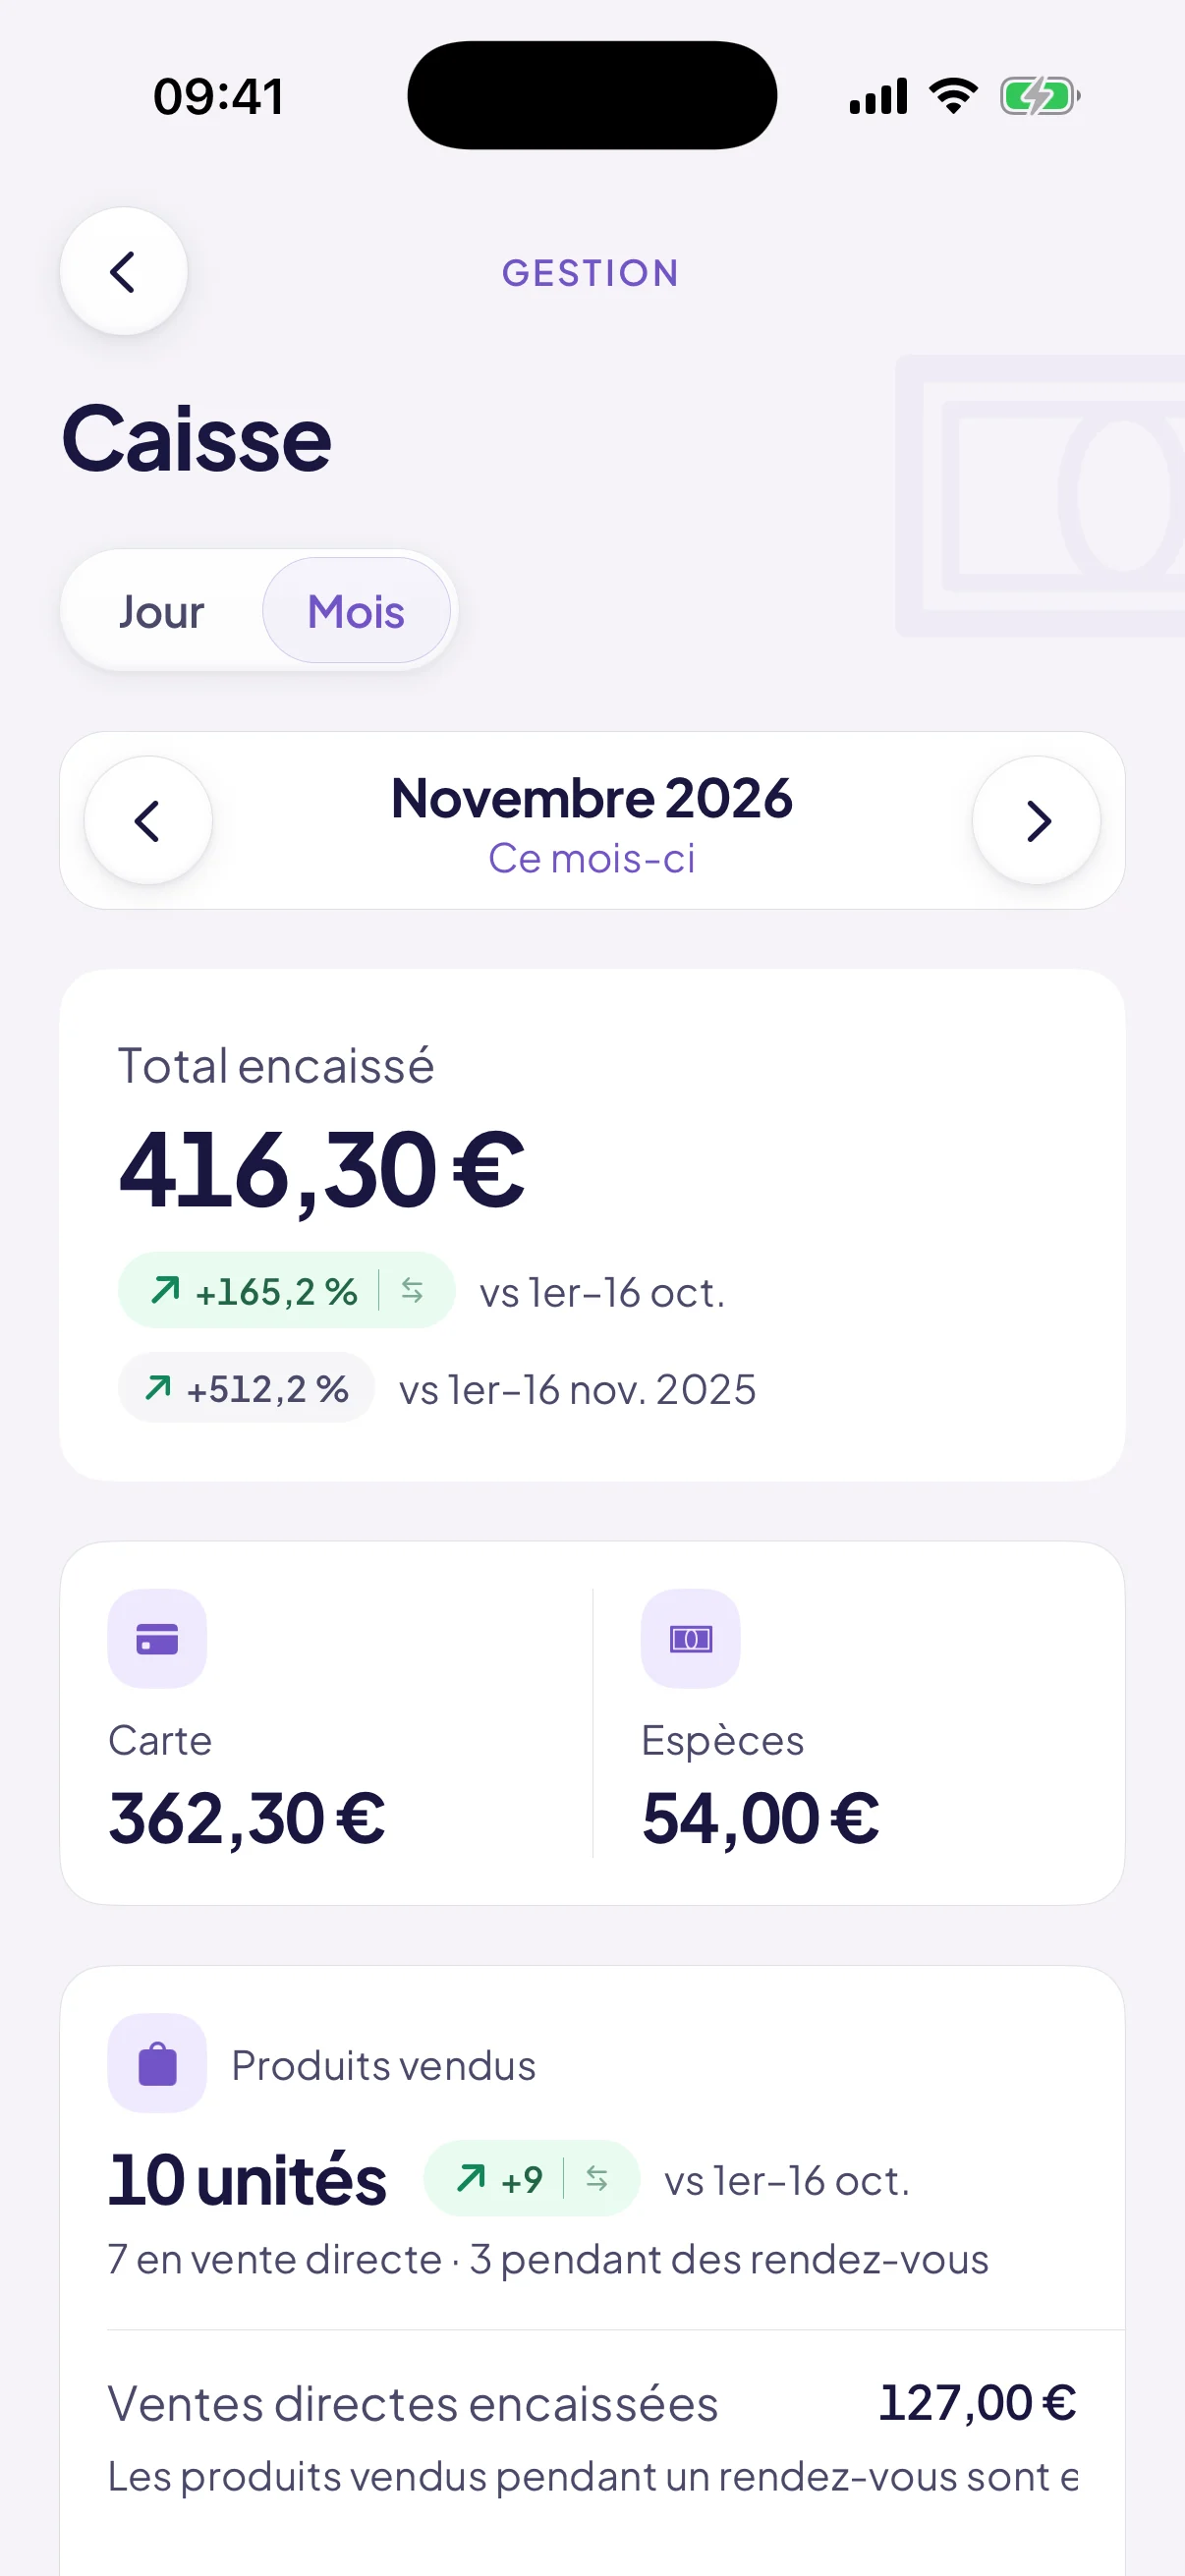 09:41
GESTION
Caisse
Jour
Mois
Novembre 2026
Ce mois-ci
Total encaissé
416,30 €
+165,2 %
vs 1er–16 oct.
+512,2 %
vs 1er–16 nov. 2025
Carte
362,30 €
Espèces
54,00 €
Produits vendus
10 unités
+9
vs 1er–16 oct.
7 en vente directe · 3 pendant des rendez-vous
Ventes directes encaissées
127,00 €
Les produits vendus pendant un rendez-vous sont e